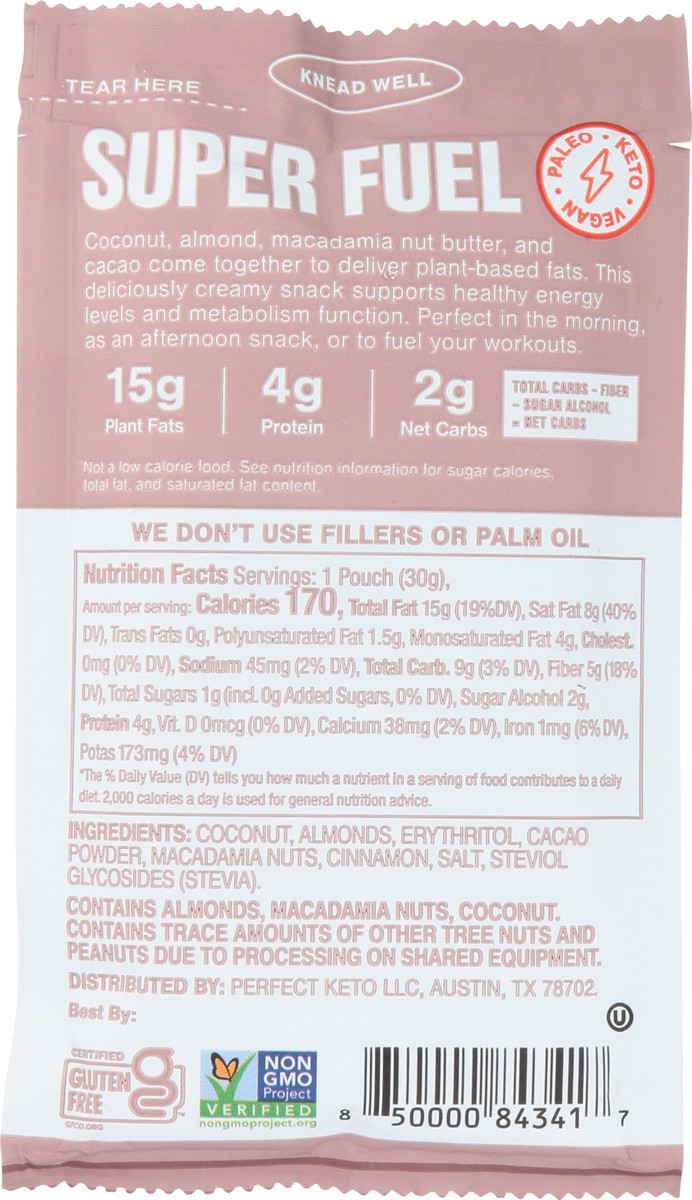 TEAR HERE
KNEAD WELL
SUPER FUEL
PALEO • KETO • VEGAN •
Coconut, almond, macadamia nut butter, and
cacao come together to deliver plant-based fats. This
deliciously creamy snack supports healthy energy
levels and metabolism function. Perfect in the morning,
as an afternoon snack, or to fuel your workouts.
15g
Plant Fats
4g
Protein
2g
Net Carbs
TOTAL CARBS – FIBER
– SUGAR ALCOHOL
= NET CARBS
*Not a low calorie food. See nutrition information for sugar calories,
total fat, and saturated fat content.
WE DON'T USE FILLERS OR PALM OIL
Nutrition Facts Servings: 1 Pouch (30g),
Amount per serving: Calories 170, Total Fat 15g (19%DV), Sat Fat 8g (40%
DV), Trans Fats 0g, Polyunsaturated Fat 1.5g, Monosaturated Fat 4g, Cholest.
0mg (0% DV), Sodium 45mg (2% DV), Total Carb. 9g (3% DV), Fiber 5g (18%
DV), Total Sugars 1g (incl. 0g Added Sugars, 0% DV), Sugar Alcohol 2g,
Protein 4g, Vit. D 0mcg (0% DV), Calcium 38mg (2% DV), Iron 1mg (6% DV),
Potas 173mg (4% DV)
*The % Daily Value (DV) tells you how much a nutrient in a serving of food contributes to a daily
diet. 2,000 calories a day is used for general nutrition advice.
INGREDIENTS: COCONUT, ALMONDS, ERYTHRITOL, CACAO
POWDER, MACADAMIA NUTS, CINNAMON, SALT, STEVIOL
GLYCOSIDES (STEVIA).
CONTAINS ALMONDS, MACADAMIA NUTS, COCONUT.
CONTAINS TRACE AMOUNTS OF OTHER TREE NUTS AND
PEANUTS DUE TO PROCESSING ON SHARED EQUIPMENT.
DISTRIBUTED BY: PERFECT KETO LLC, AUSTIN, TX 78702
Best By:
U
CERTIFIED
GLUTEN
FREE
g
TM
GFCO.ORG
NON
GMO
Project
VERIFIED
nongmoproject.org
8 50000 84341 7